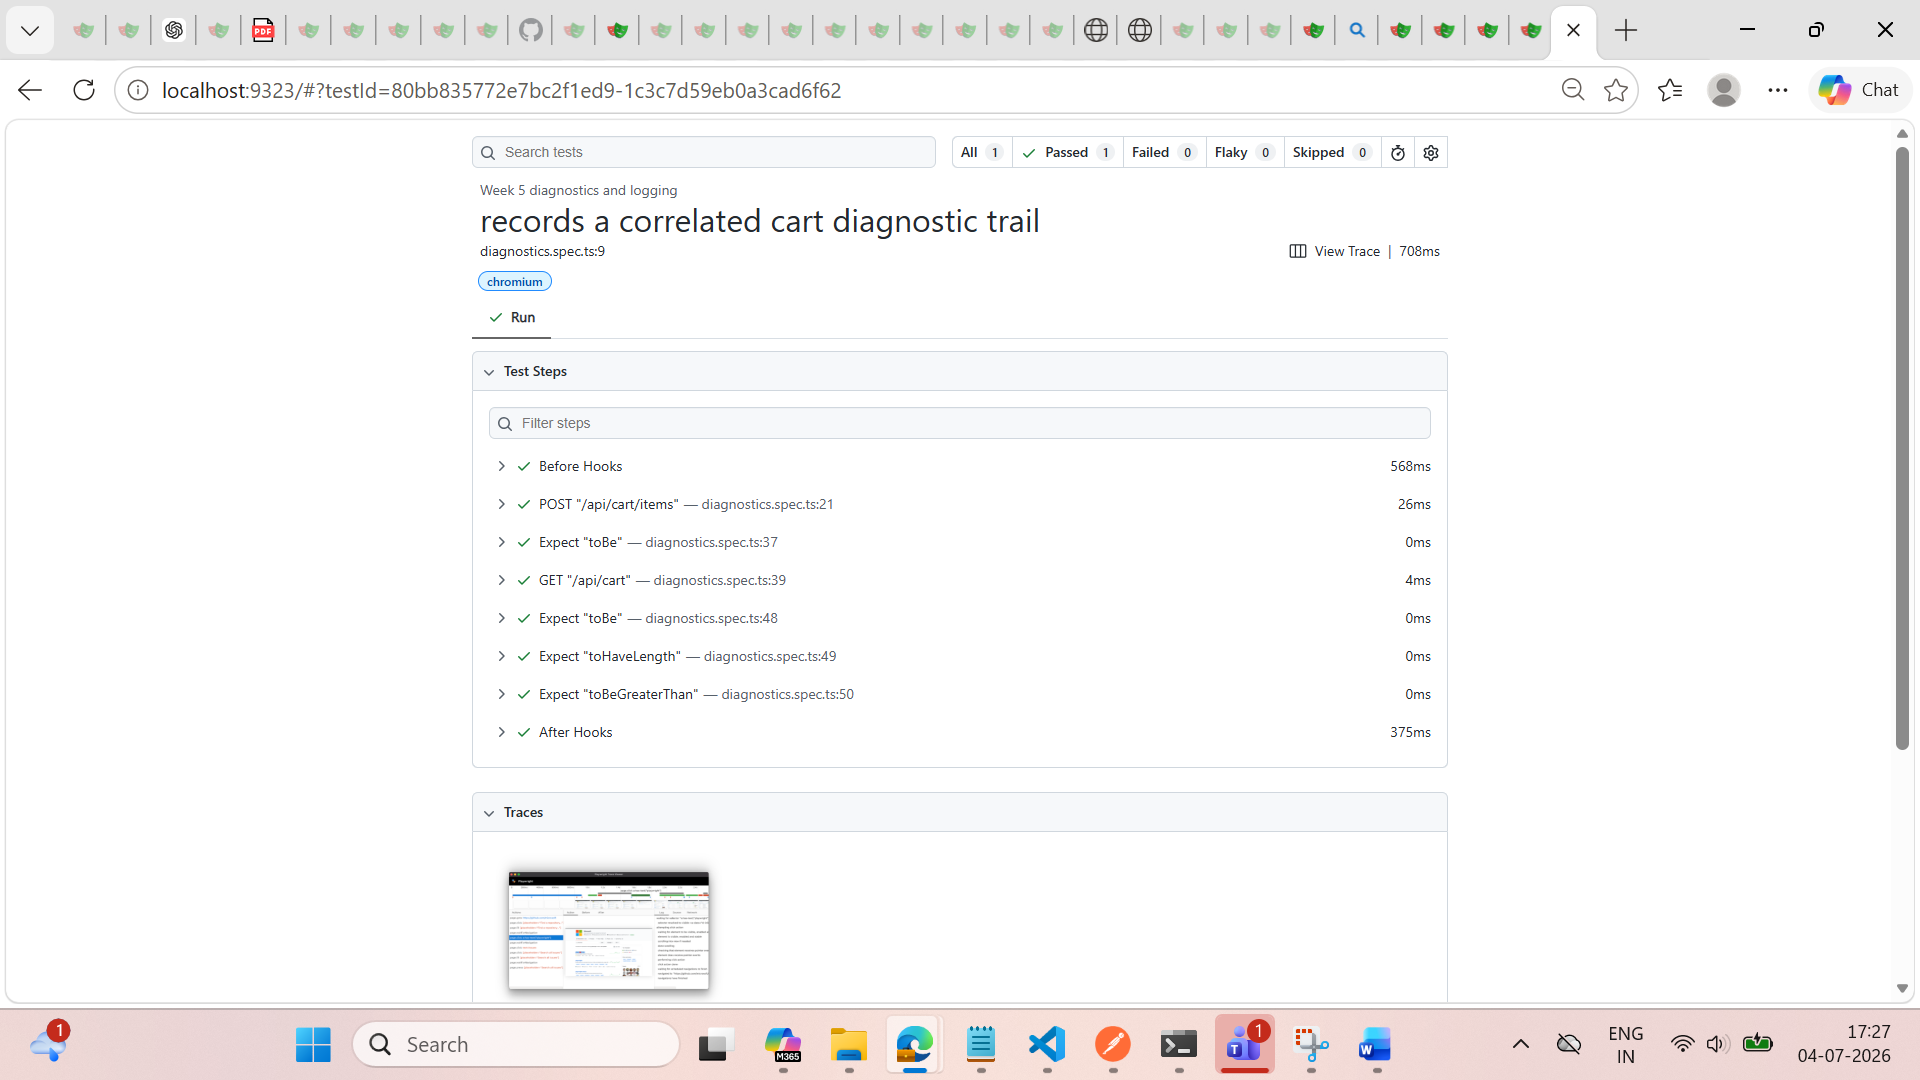 localhost:9323/#?testId=80bb835772e7bc2f1ed9-1c3c7d59eb0a3cad6f62
Chat
Search tests
All 1
Passed 1
Failed 0
Flaky 0
Skipped 0
Week 5 diagnostics and logging
records a correlated cart diagnostic trail
diagnostics.spec.ts:9
View Trace | 708ms
chromium
Run
Test Steps
Filter steps
Before Hooks 568ms
POST "/api/cart/items" — diagnostics.spec.ts:21 26ms
Expect "toBe" — diagnostics.spec.ts:37 0ms
GET "/api/cart" — diagnostics.spec.ts:39 4ms
Expect "toBe" — diagnostics.spec.ts:48 0ms
Expect "toHaveLength" — diagnostics.spec.ts:49 0ms
Expect "toBeGreaterThan" — diagnostics.spec.ts:50 0ms
After Hooks 375ms
Traces
1
Search
M365
1
ENG
IN
17:27
04-07-2026